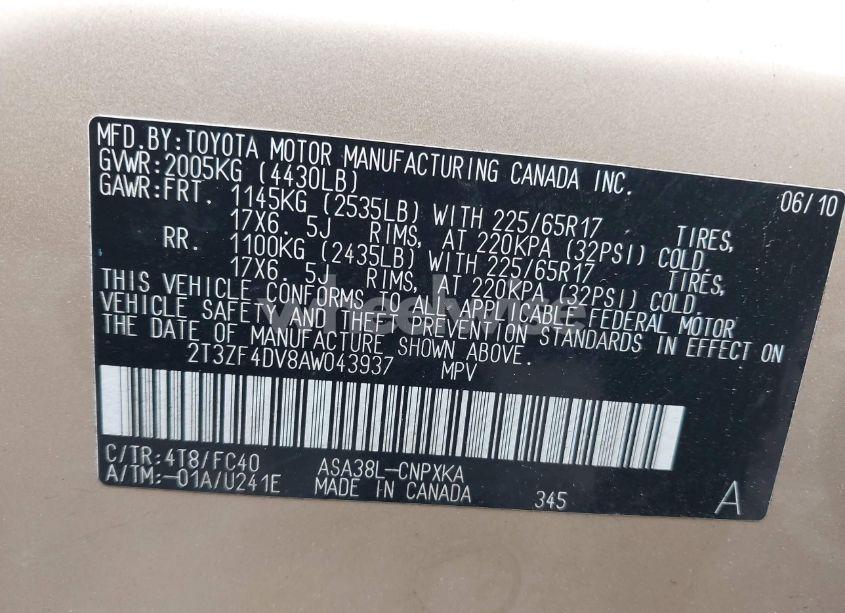 MFD.BY:TOYOTA MOTOR MANUFACTURING CANADA INC.
GVWR:2005KG (4430LB) 06/10
GAWR:FRT. 1145KG (2535LB) WITH 225/65R17 TIRES,
17X6. 5J RIMS, AT 220KPA (32PSI) COLD.
RR. 1100KG (2435LB) WITH 225/65R17 TIRES,
17X6. 5J RIMS, AT 220KPA (32PSI) COLD.
THIS VEHICLE CONFORMS TO ALL APPLICABLE FEDERAL MOTOR
VEHICLE SAFETY AND THEFT PREVENTION STANDARDS IN EFFECT ON
THE DATE OF MANUFACTURE SHOWN ABOVE.
2T3ZF4DV8AW043937 MPV
C/TR:4T8/FC40 ASA38L-CNPXKA
A/TM:-01A/U241E MADE IN CANADA 345 A